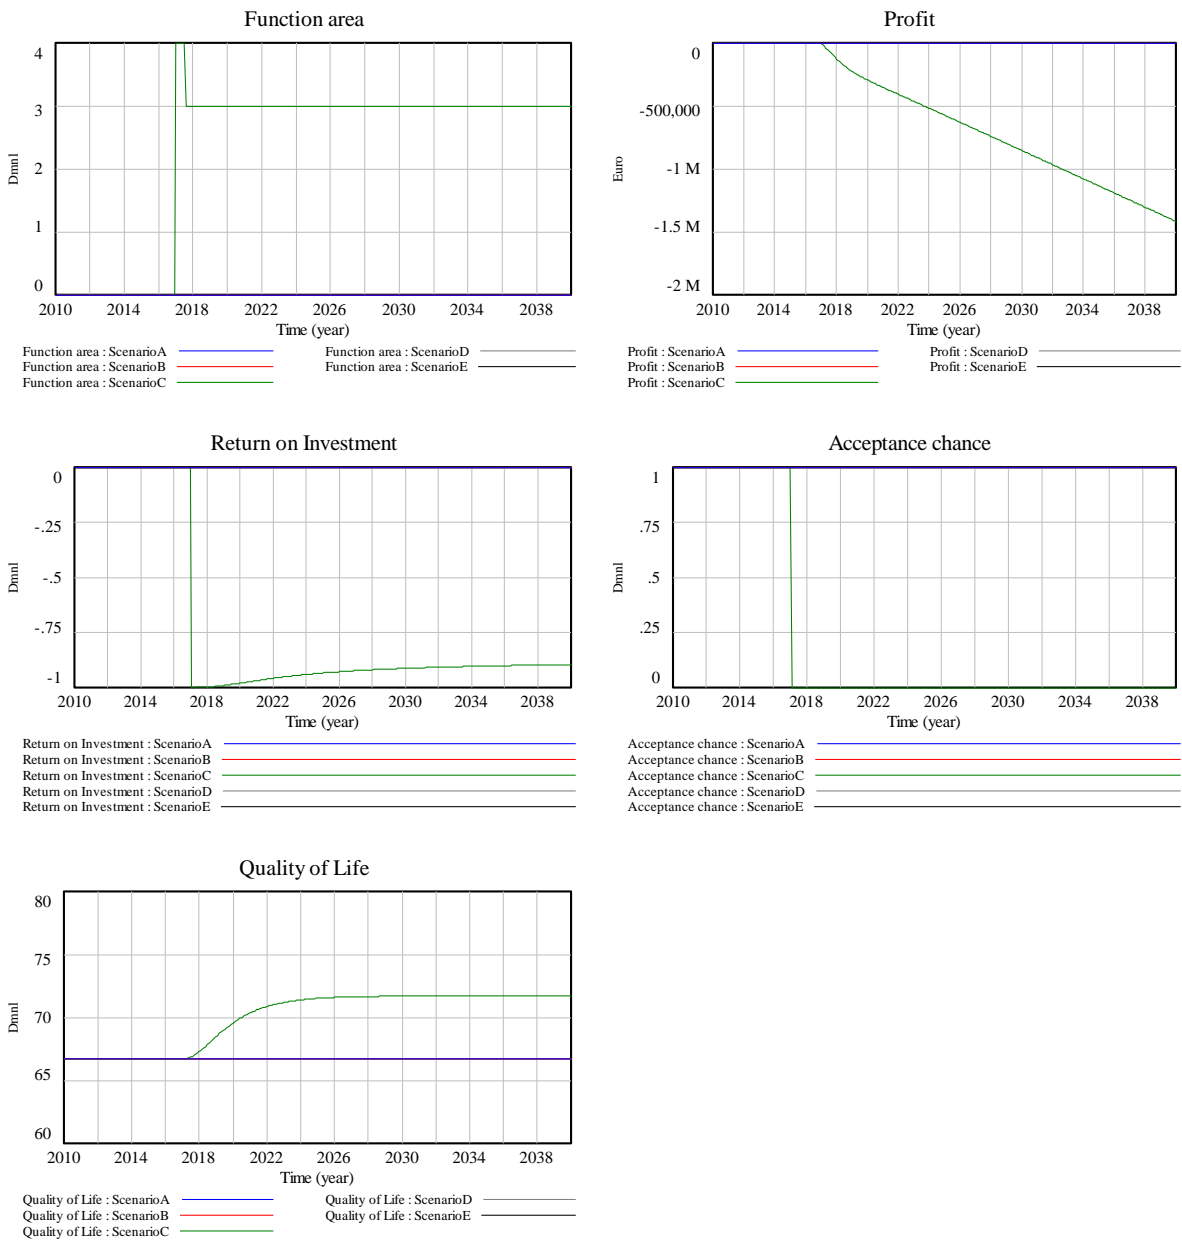 Function area
4
3
2
1
0
Dmnl
2010 2014 2018 2022 2026 2030 2034 2038
Time (year)
Function area : ScenarioA
Function area : ScenarioB
Function area : ScenarioC
Function area : ScenarioD
Function area : ScenarioE
Profit
0
-500,000
-1 M
-1.5 M
-2 M
Euro
2010 2014 2018 2022 2026 2030 2034 2038
Time (year)
Profit : ScenarioA
Profit : ScenarioB
Profit : ScenarioC
Profit : ScenarioD
Profit : ScenarioE
Return on Investment
0
-.25
-.5
-.75
-1
Dmnl
2010 2014 2018 2022 2026 2030 2034 2038
Time (year)
Return on Investment : ScenarioA
Return on Investment : ScenarioB
Return on Investment : ScenarioC
Return on Investment : ScenarioD
Return on Investment : ScenarioE
Acceptance chance
1
.75
.5
.25
0
Dmnl
2010 2014 2018 2022 2026 2030 2034 2038
Time (year)
Acceptance chance : ScenarioA
Acceptance chance : ScenarioB
Acceptance chance : ScenarioC
Acceptance chance : ScenarioD
Acceptance chance : ScenarioE
Quality of Life
80
75
70
65
60
Dmnl
2010 2014 2018 2022 2026 2030 2034 2038
Time (year)
Quality of Life : ScenarioA
Quality of Life : ScenarioB
Quality of Life : ScenarioC
Quality of Life : ScenarioD
Quality of Life : ScenarioE